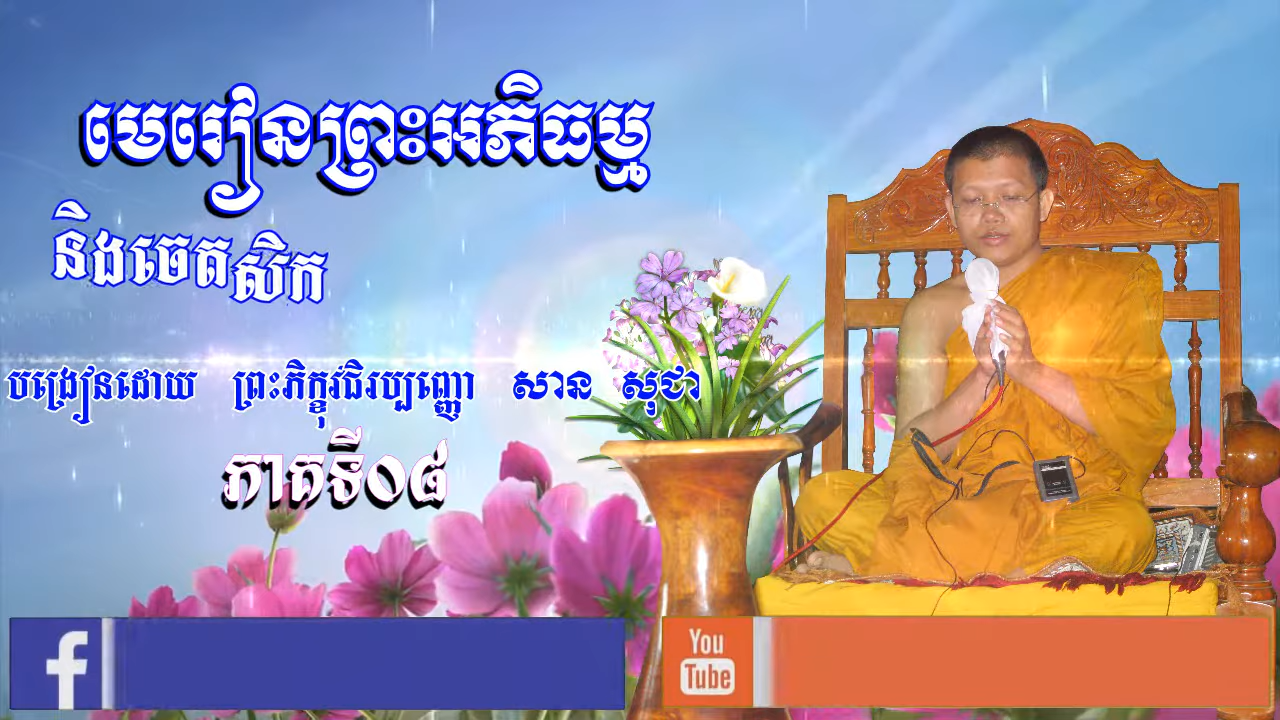 មេរៀនព្រះអភិធម្ម
និងចេតសិក
បង្រៀនដោយ ព្រះភិក្ខុវជិរប្បញ្ញោ សាន សុជា
ភាគទី០៨
f
You
Tube